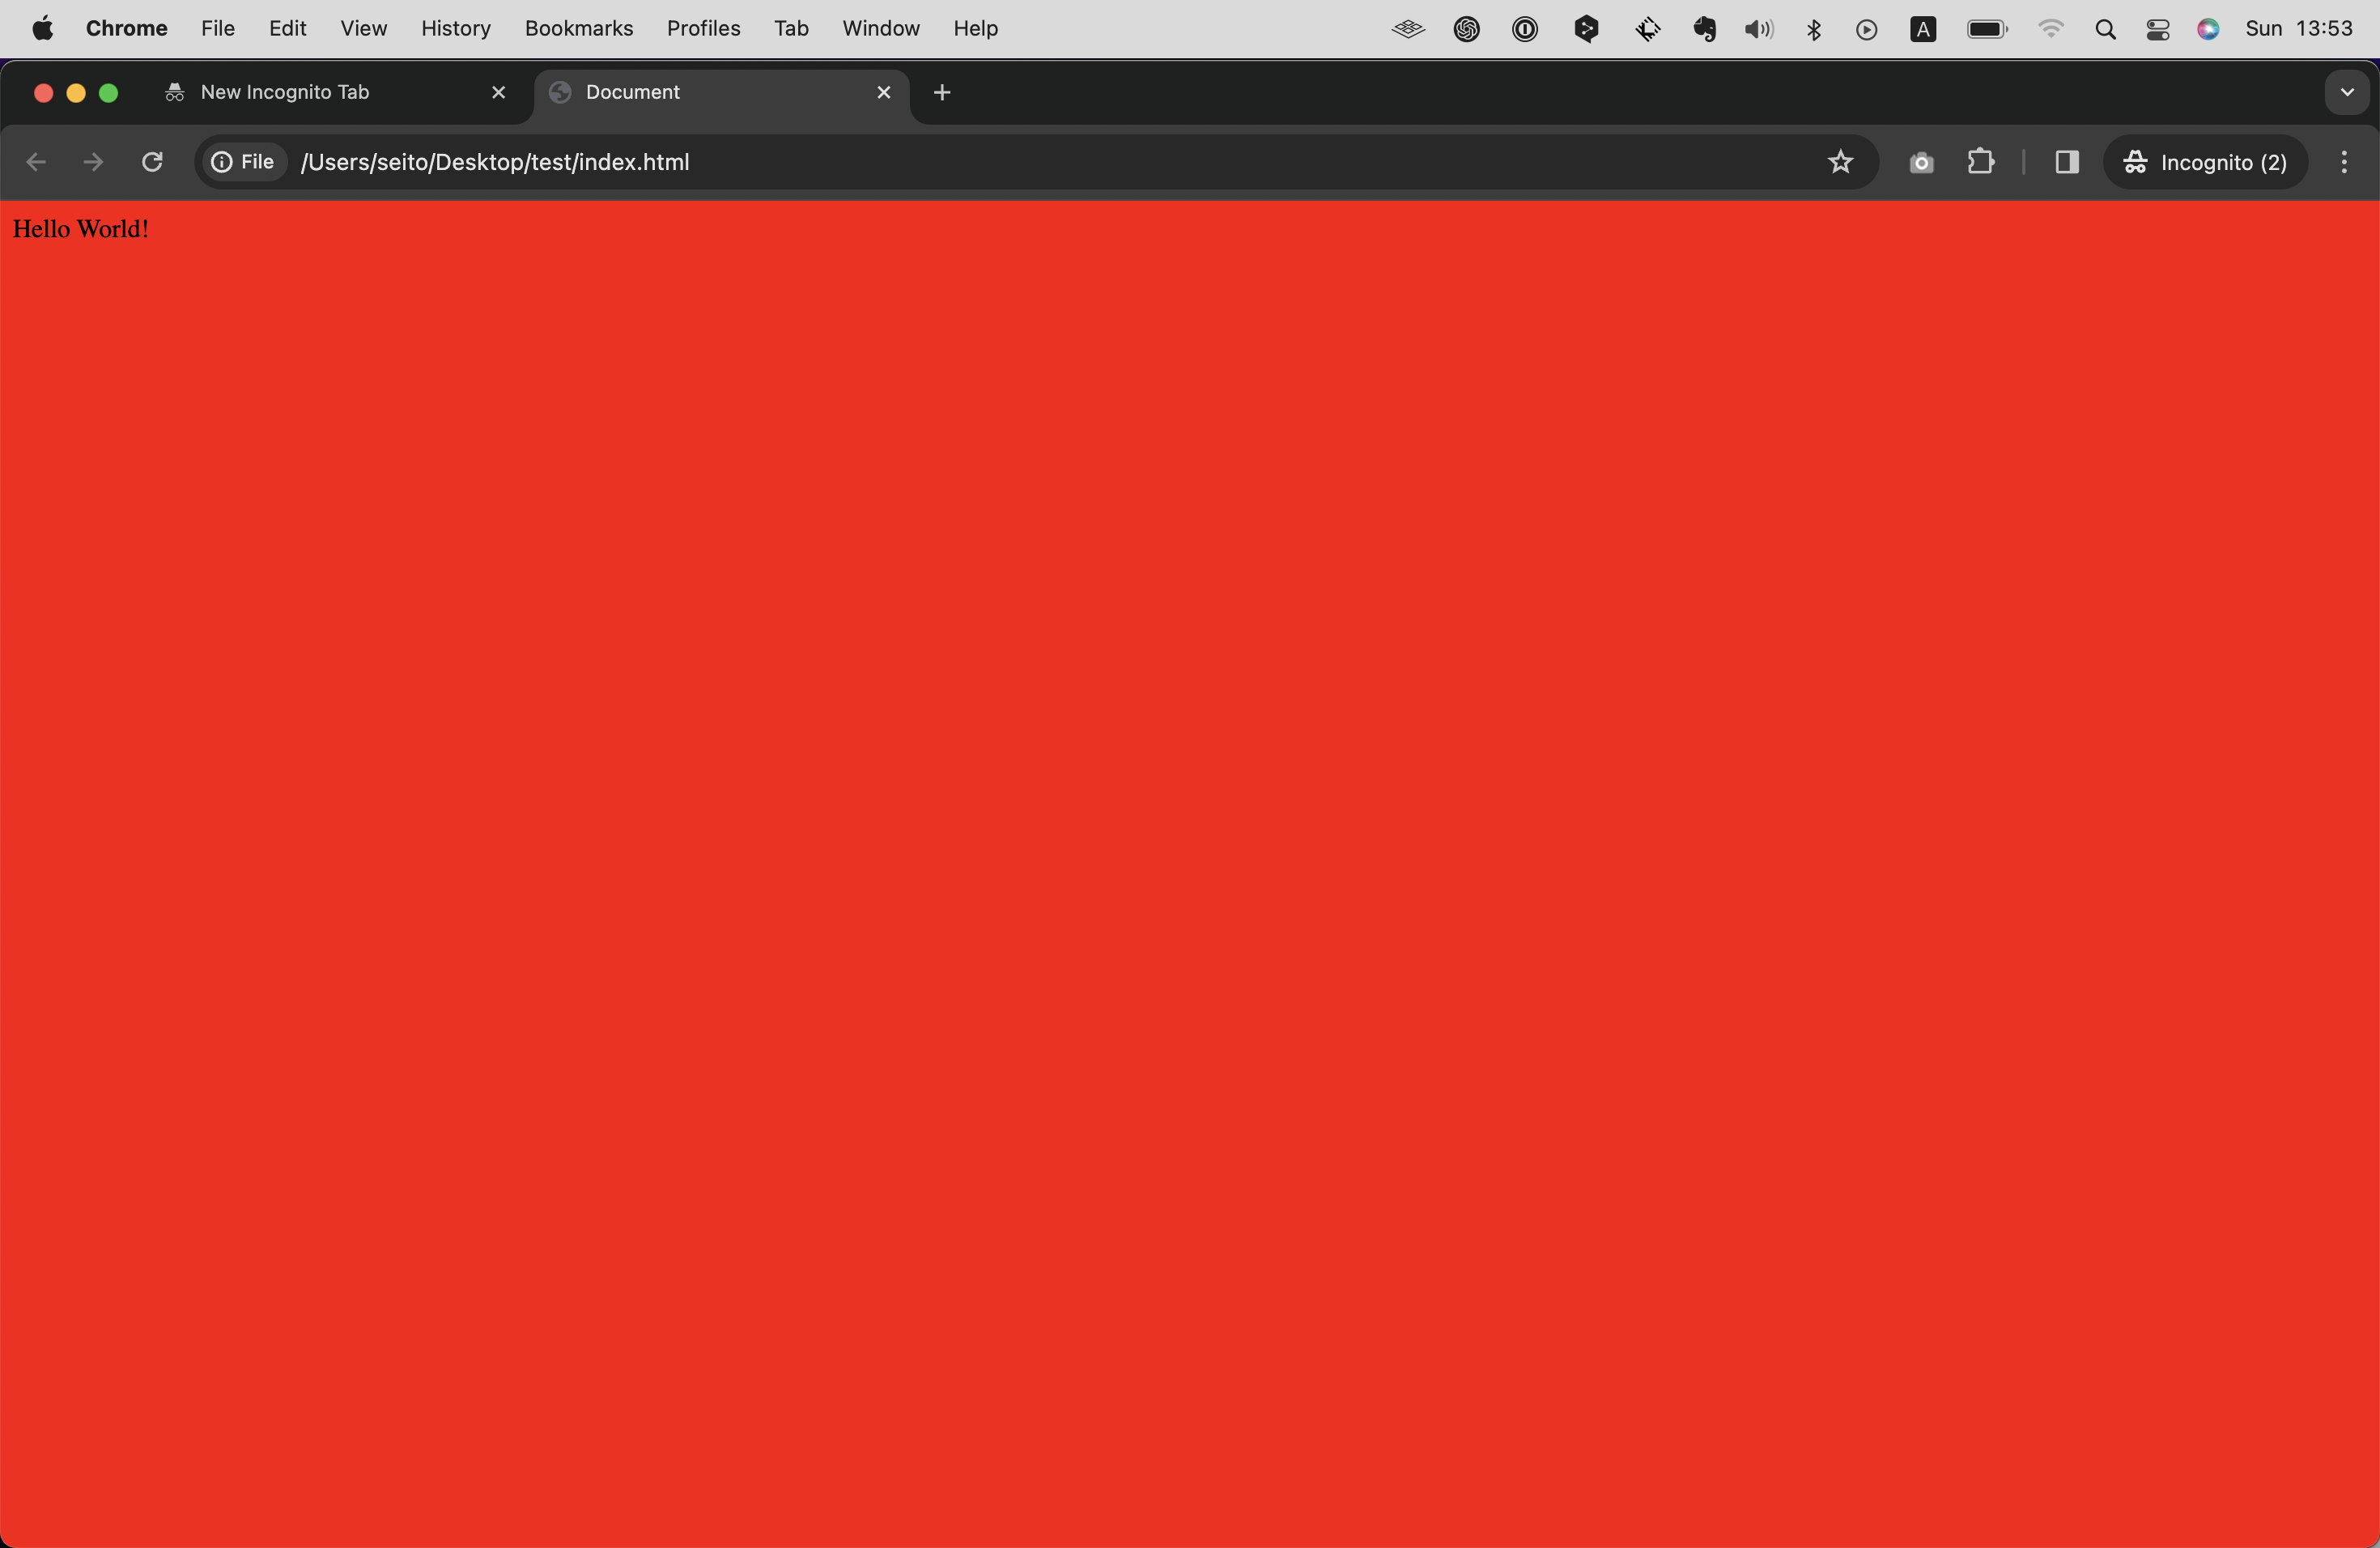 Chrome File Edit View History Bookmarks Profiles Tab Window Help A Sun 13:53
New Incognito Tab Document
File /Users/seito/Desktop/test/index.html Incognito (2)
Hello World!